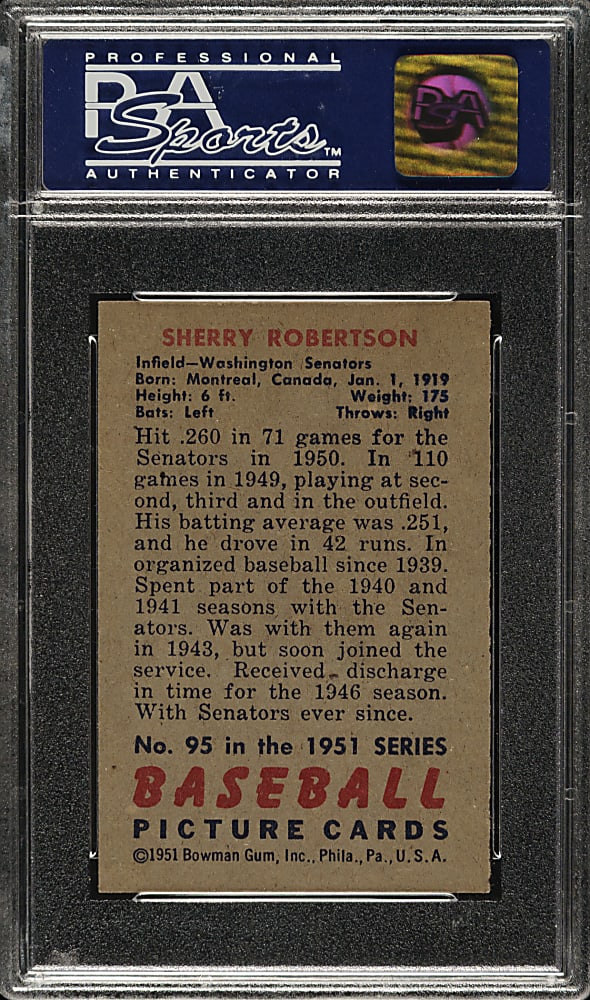 PROFESSIONAL
PSA
Sports™
AUTHENTICATOR
PSA
SHERRY ROBERTSON
Infield—Washington Senators
Born: Montreal, Canada, Jan. 1, 1919
Height: 6 ft. Weight: 175
Bats: Left Throws: Right
Hit .260 in 71 games for the
Senators in 1950. In 110
games in 1949, playing at sec-
ond, third and in the outfield.
His batting average was .251,
and he drove in 42 runs. In
organized baseball since 1939.
Spent part of the 1940 and
1941 seasons with the Sen-
ators. Was with them again
in 1943, but soon joined the
service. Received discharge
in time for the 1946 season.
With Senators ever since.
No. 95 in the 1951 SERIES
BASEBALL
PICTURE CARDS
©1951 Bowman Gum, Inc., Phila., Pa., U.S.A.